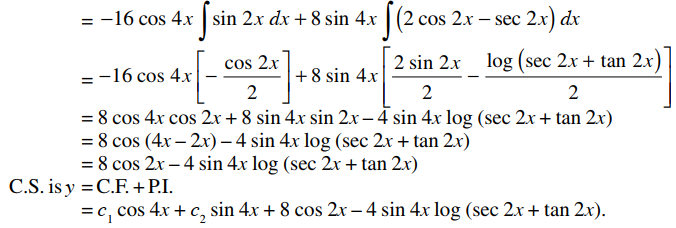 = –16 cos 4x ∫ sin 2x dx + 8 sin 4x ∫ (2 cos 2x – sec 2x) dx
= –16 cos 4x [– cos 2x / 2] + 8 sin 4x [2 sin 2x / 2 – log (sec 2x + tan 2x) / 2]
= 8 cos 4x cos 2x + 8 sin 4x sin 2x – 4 sin 4x log (sec 2x + tan 2x)
= 8 cos (4x – 2x) – 4 sin 4x log (sec 2x + tan 2x)
= 8 cos 2x – 4 sin 4x log (sec 2x + tan 2x)
C.S. is y = C.F. + P.I.
= c₁ cos 4x + c₂ sin 4x + 8 cos 2x – 4 sin 4x log (sec 2x + tan 2x).